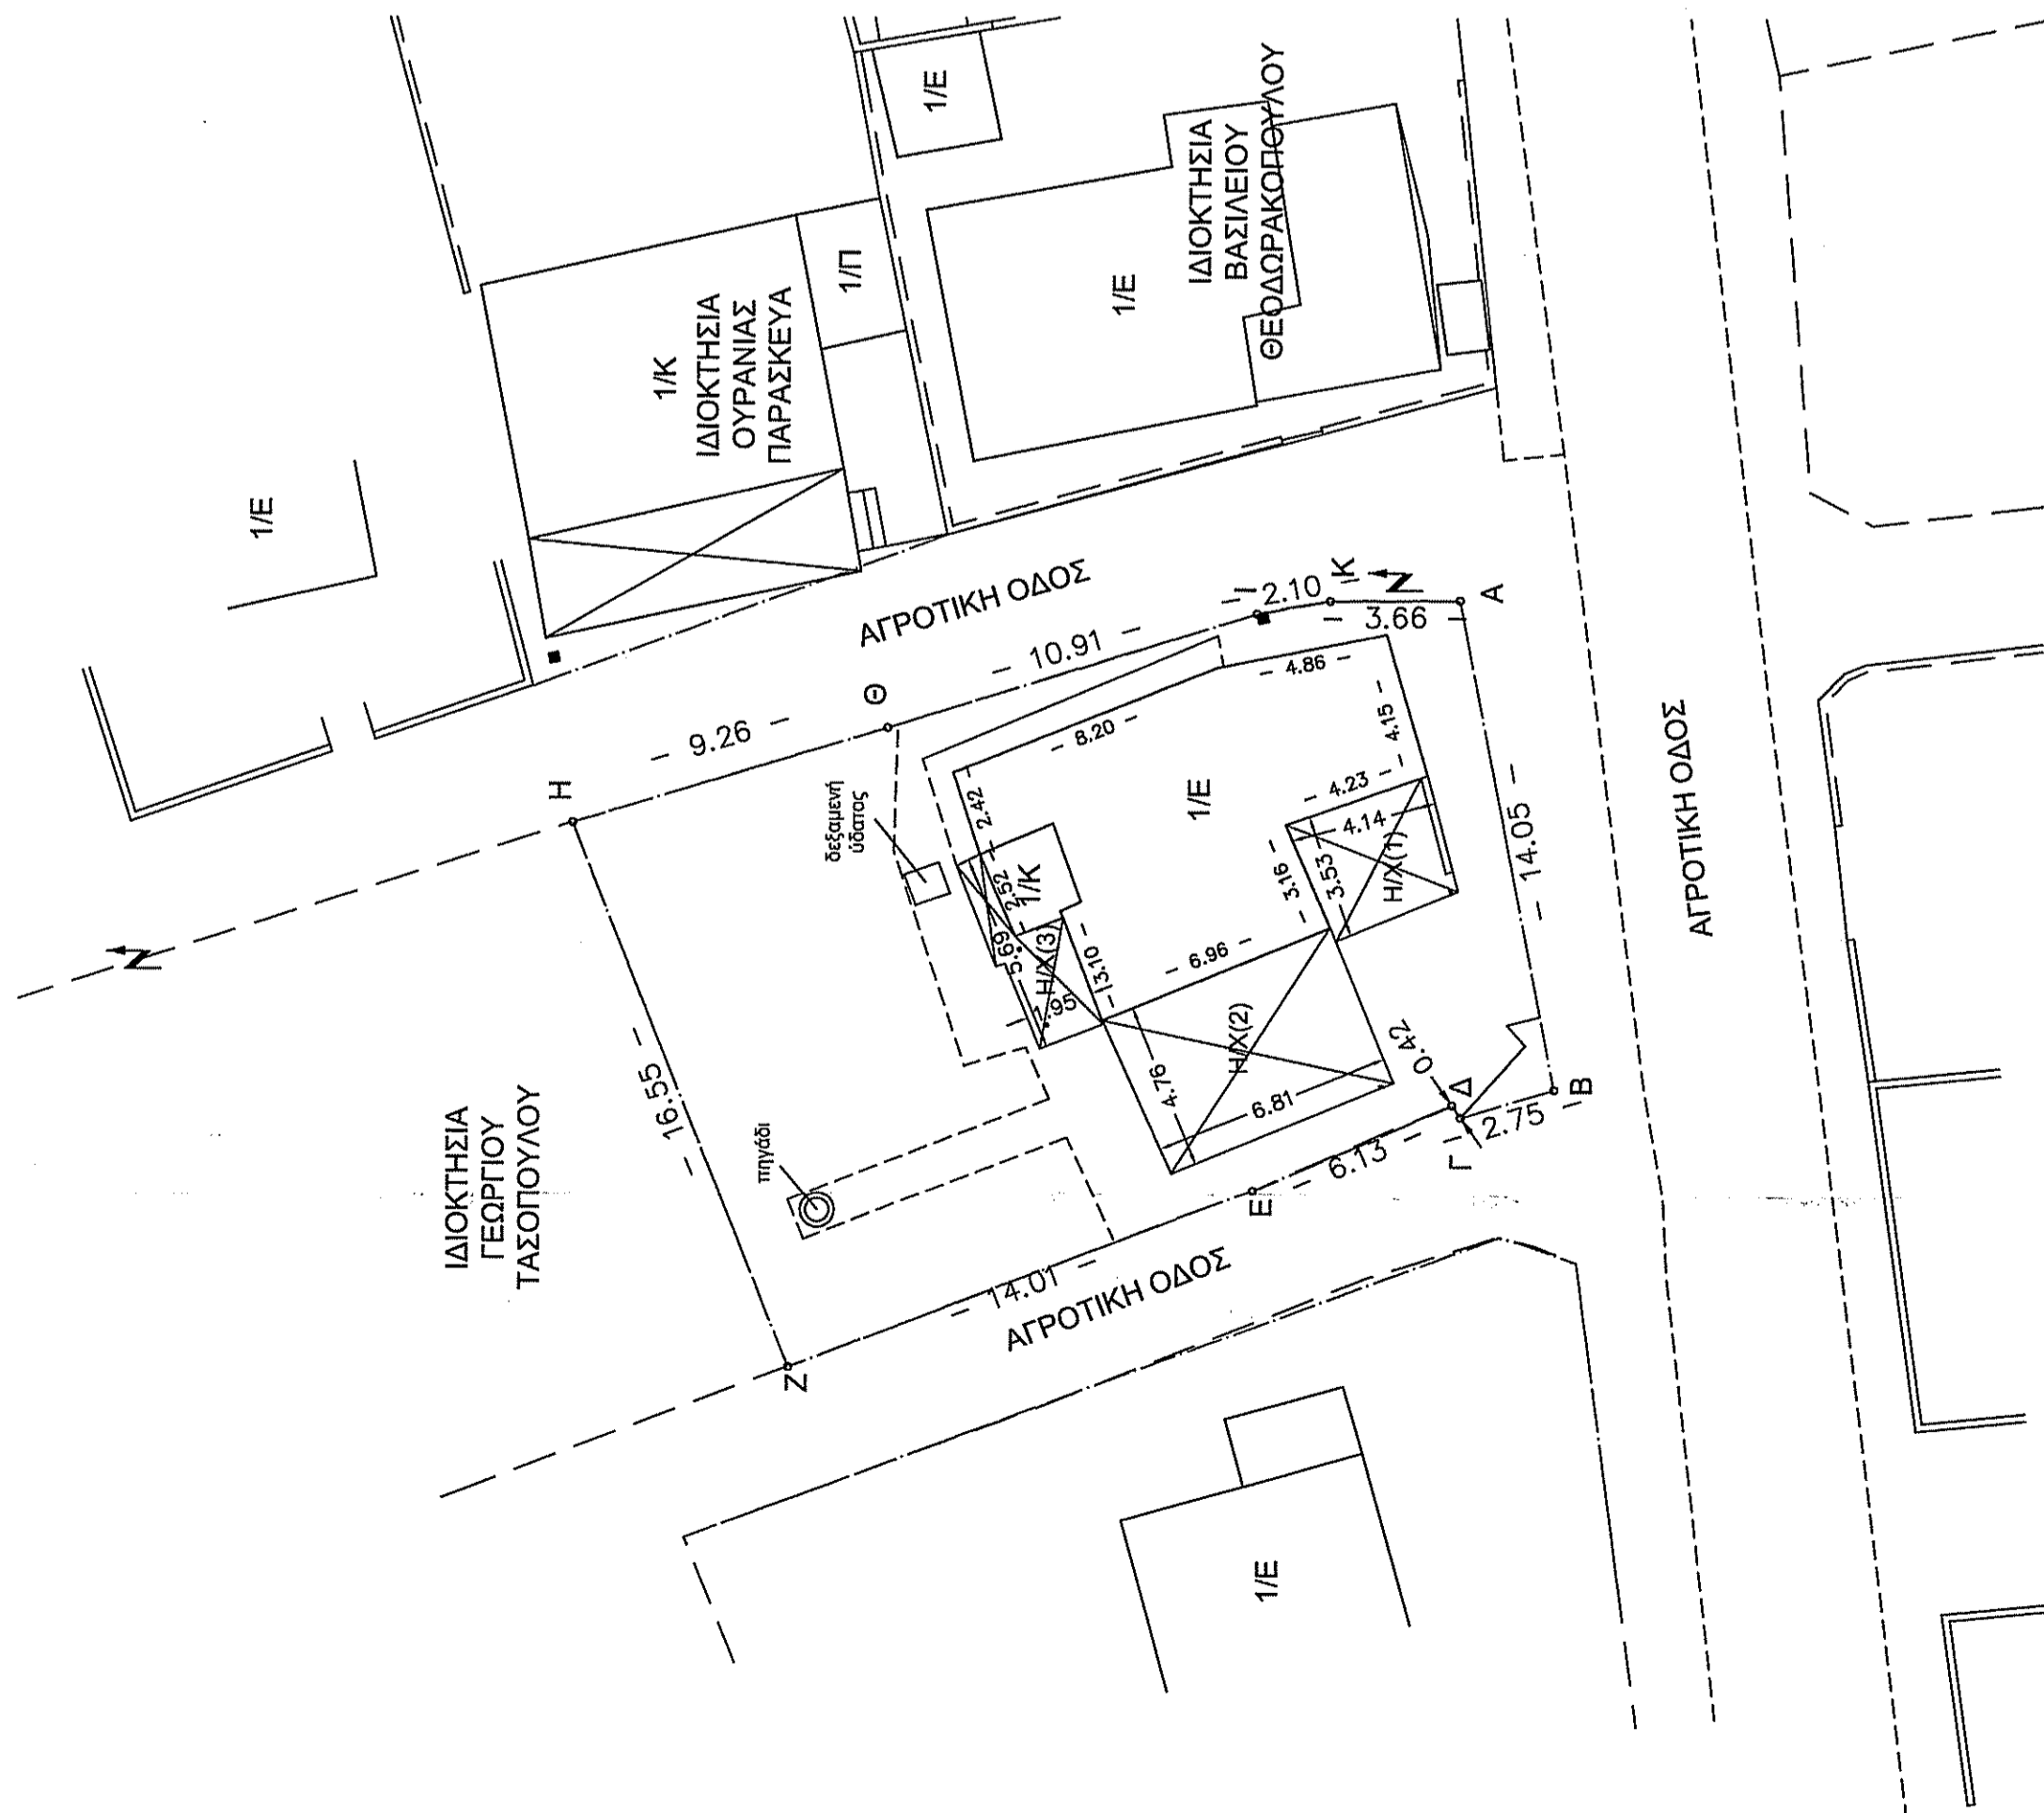 1/Ε
1/Κ
ΙΔΙΟΚΤΗΣΙΑ
ΟΥΡΑΝΙΑΣ
ΠΑΡΑΣΚΕΥΑ
1/Π
1/Ε
1/Ε
ΙΔΙΟΚΤΗΣΙΑ
ΒΑΣΙΛΕΙΟΥ
ΘΕΟΔΩΡΑΚΟΠΟΥΛΟΥ
ΑΓΡΟΤΙΚΗ ΟΔΟΣ
Η
9.26
Θ
10.91
Ι
2.10
Κ
3.66
Α
Ν
Ν
δεξαμενή
ύδατος
8.20
4.86
4.15
2.42
2.52
1/Κ
1/Ε
4.23
4.14
3.16
3.53
Η/Χ(1)
14.05
5.69
Η/Χ(3)
1.95
3.10
6.96
Η/Χ(2)
4.76
6.81
0.42
Δ
Γ
2.75
Β
6.13
Ε
16.55
πηγάδι
Ζ
14.01
ΙΔΙΟΚΤΗΣΙΑ
ΓΕΩΡΓΙΟΥ
ΤΑΣΟΠΟΥΛΟΥ
ΑΓΡΟΤΙΚΗ ΟΔΟΣ
ΑΓΡΟΤΙΚΗ ΟΔΟΣ
1/Ε